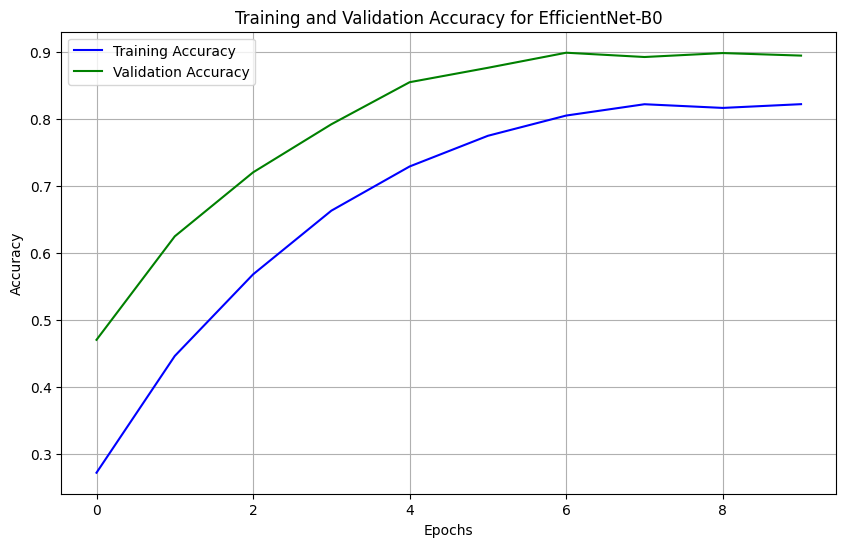 Training and Validation Accuracy for EfficientNet-B0
Training Accuracy
Validation Accuracy
Accuracy
0.9
0.8
0.7
0.6
0.5
0.4
0.3
0 2 4 6 8
Epochs